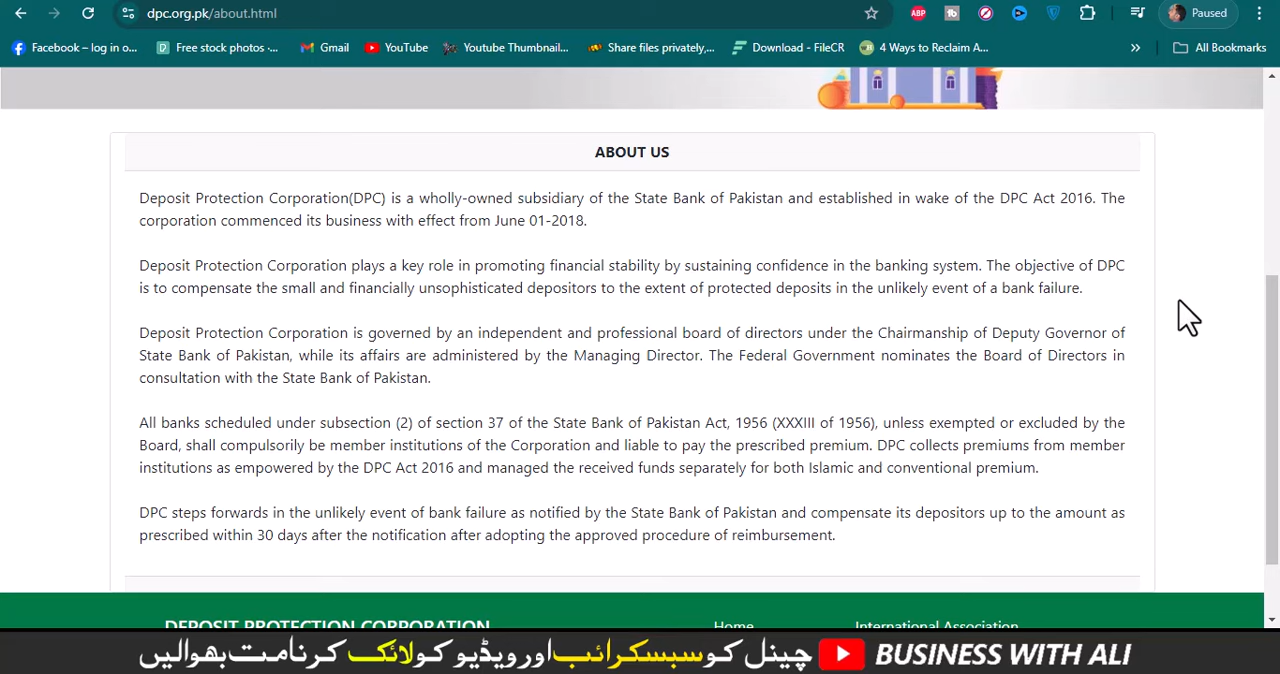 dpc.org.pk/about.html
Paused
Facebook – log in o...
Free stock photos -...
Gmail
YouTube
Youtube Thumbnail...
Share files privately,...
Download - FileCR
4 Ways to Reclaim A...
»
All Bookmarks
ABP
ABOUT US
Deposit Protection Corporation(DPC) is a wholly-owned subsidiary of the State Bank of Pakistan and established in wake of the DPC Act 2016. The
corporation commenced its business with effect from June 01-2018.
Deposit Protection Corporation plays a key role in promoting financial stability by sustaining confidence in the banking system. The objective of DPC
is to compensate the small and financially unsophisticated depositors to the extent of protected deposits in the unlikely event of a bank failure.
Deposit Protection Corporation is governed by an independent and professional board of directors under the Chairmanship of Deputy Governor of
State Bank of Pakistan, while its affairs are administered by the Managing Director. The Federal Government nominates the Board of Directors in
consultation with the State Bank of Pakistan.
All banks scheduled under subsection (2) of section 37 of the State Bank of Pakistan Act, 1956 (XXXIII of 1956), unless exempted or excluded by the
Board, shall compulsorily be member institutions of the Corporation and liable to pay the prescribed premium. DPC collects premiums from member
institutions as empowered by the DPC Act 2016 and managed the received funds separately for both Islamic and conventional premium.
DPC steps forwards in the unlikely event of bank failure as notified by the State Bank of Pakistan and compensate its depositors up to the amount as
prescribed within 30 days after the notification after adopting the approved procedure of reimbursement.
DEPOSIT PROTECTION CORPORATION
Home
International Association
چینل کو سبسکرائب اور ویڈیو کو لائک کرنا مت بھوالیں
BUSINESS WITH ALI